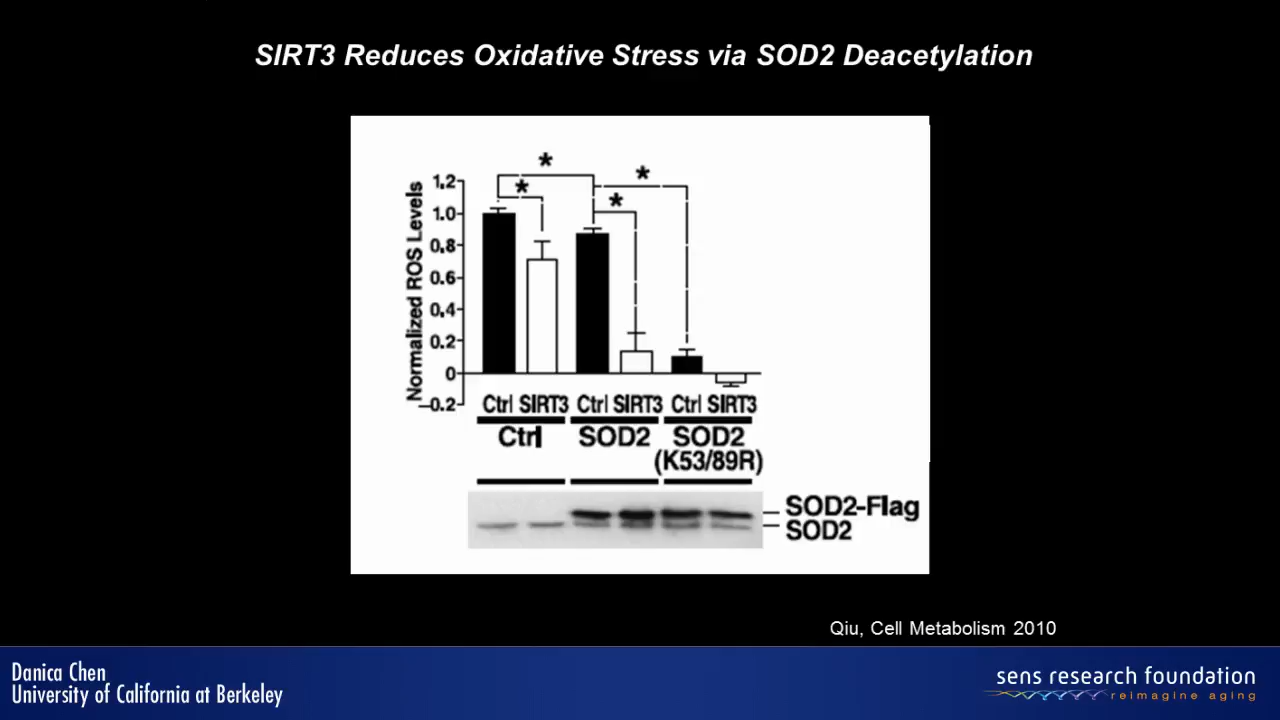 SIRT3 Reduces Oxidative Stress via SOD2 Deacetylation
Normalized ROS Levels
1.2
1.0
0.8
0.6
0.4
0.2
0
−0.2
*
*
*
*
Ctrl SIRT3 Ctrl SIRT3 Ctrl SIRT3
Ctrl SOD2 SOD2
(K53/89R)
SOD2-Flag
SOD2
Qiu, Cell Metabolism 2010
Danica Chen
University of California at Berkeley
sens research foundation
reimagine aging